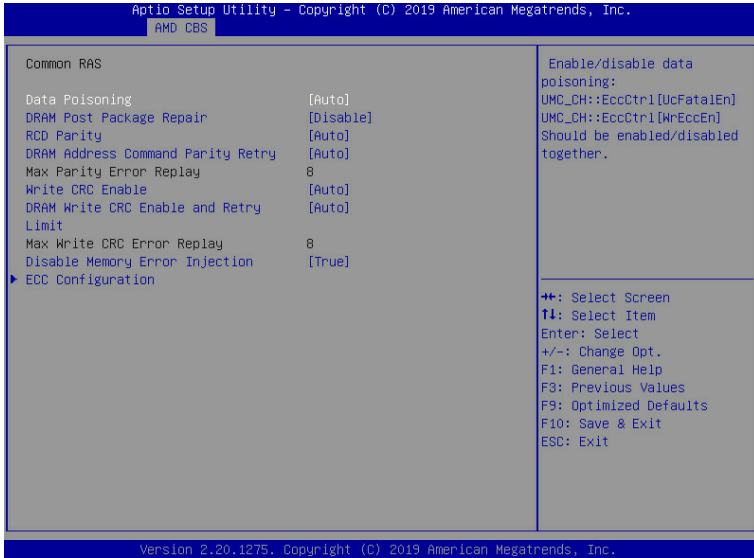 Aptio Setup Utility – Copyright (C) 2019 American Megatrends, Inc.
AMD CBS
Common RAS
Data Poisoning [Auto]
DRAM Post Package Repair [Disable]
RCD Parity [Auto]
DRAM Address Command Parity Retry [Auto]
Max Parity Error Replay 8
Write CRC Enable [Auto]
DRAM Write CRC Enable and Retry [Auto]
Limit
Max Write CRC Error Replay 8
Disable Memory Error Injection [True]
ECC Configuration
Enable/disable data
poisoning:
UMC_CH::EccCtrl[UcFatalEn]
UMC_CH::EccCtrl[WrEccEn]
Should be enabled/disabled
together.
→←: Select Screen
↑↓: Select Item
Enter: Select
+/-: Change Opt.
F1: General Help
F3: Previous Values
F9: Optimized Defaults
F10: Save & Exit
ESC: Exit
Version 2.20.1275. Copyright (C) 2019 American Megatrends, Inc.